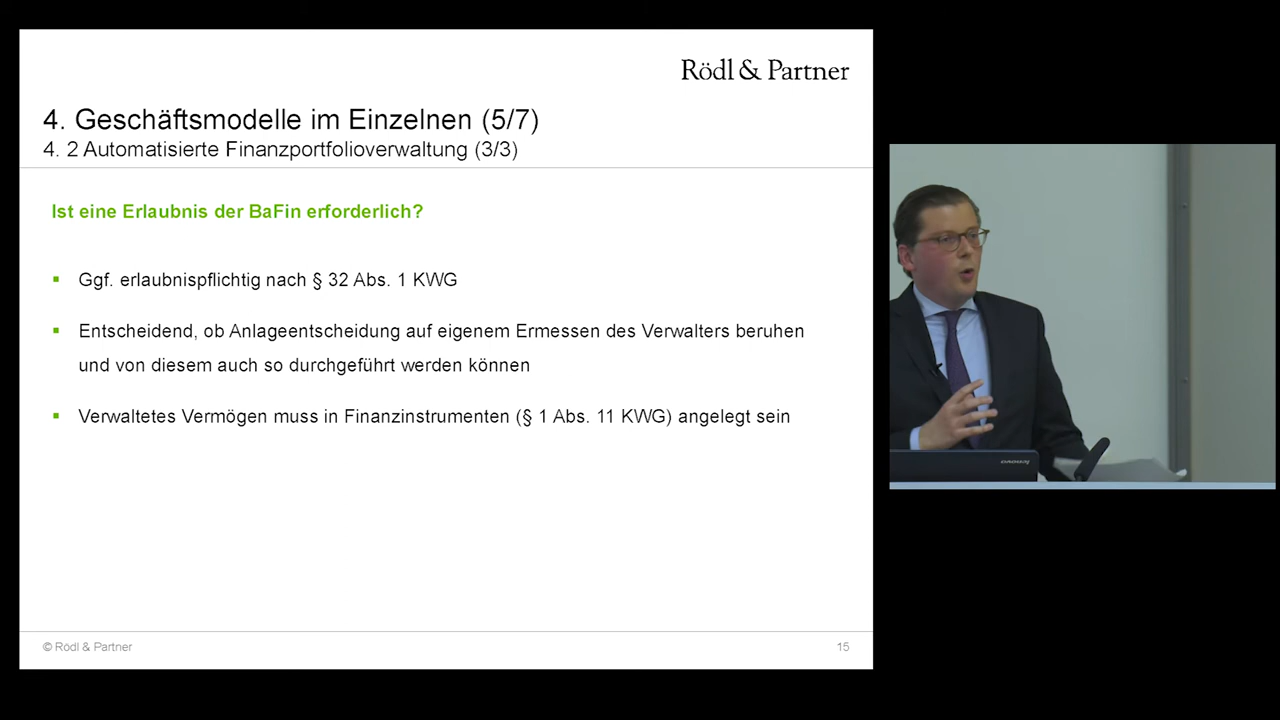 Rödl & Partner
4. Geschäftsmodelle im Einzelnen (5/7)
4. 2 Automatisierte Finanzportfolioverwaltung (3/3)
Ist eine Erlaubnis der BaFin erforderlich?
▪ Ggf. erlaubnispflichtig nach § 32 Abs. 1 KWG
▪ Entscheidend, ob Anlageentscheidung auf eigenem Ermessen des Verwalters beruhen
und von diesem auch so durchgeführt werden können
▪ Verwaltetes Vermögen muss in Finanzinstrumenten (§ 1 Abs. 11 KWG) angelegt sein
© Rödl & Partner
15
lenovo